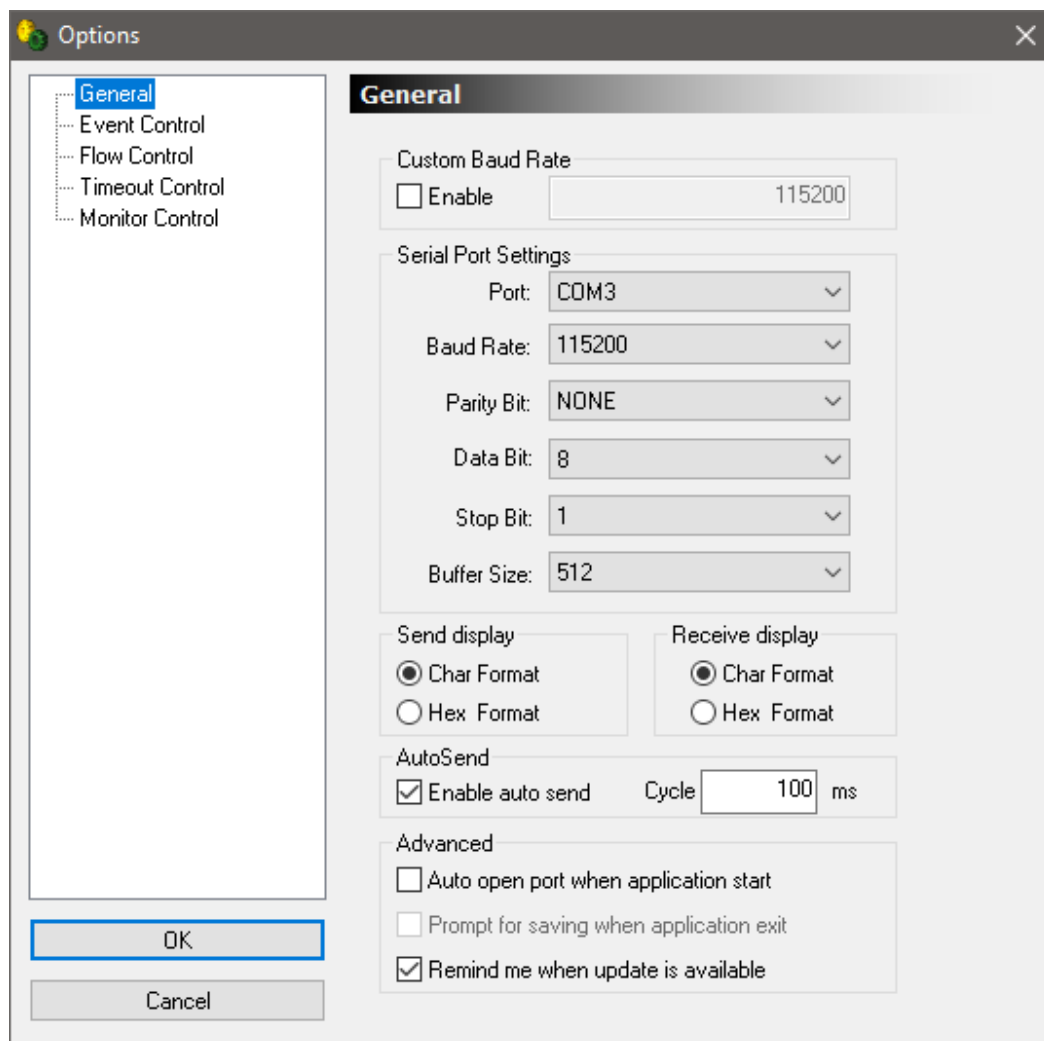 Options
General
Event Control
Flow Control
Timeout Control
Monitor Control
OK
Cancel
General
Custom Baud Rate
Enable 115200
Serial Port Settings
Port: COM3
Baud Rate: 115200
Parity Bit: NONE
Data Bit: 8
Stop Bit: 1
Buffer Size: 512
Send display
Char Format
Hex Format
Receive display
Char Format
Hex Format
AutoSend
Enable auto send Cycle 100 ms
Advanced
Auto open port when application start
Prompt for saving when application exit
Remind me when update is available